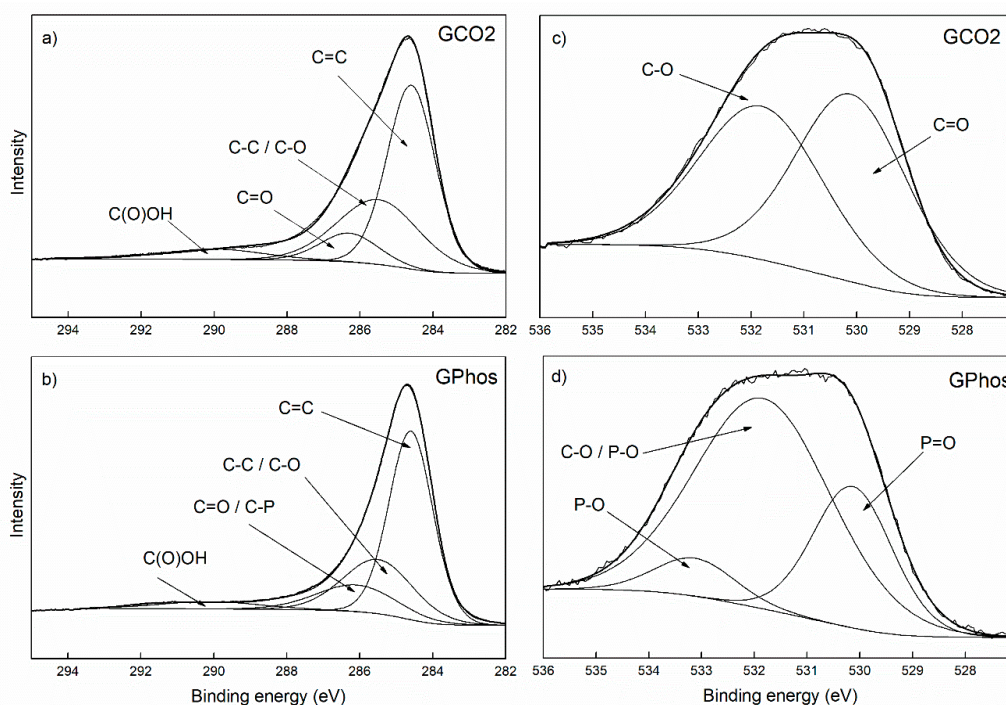 a)
GCO2
C=C
C-C / C-O
C=O
C(O)OH
Intensity
294 292 290 288 286 284 282
c)
GCO2
C-O
C=O
Intensity
536 535 534 533 532 531 530 529 528
b)
GPhos
C=C
C-C / C-O
C=O / C-P
C(O)OH
Intensity
294 292 290 288 286 284 282
Binding energy (eV)
d)
GPhos
C-O / P-O
P=O
P-O
Intensity
536 535 534 533 532 531 530 529 528
Binding energy (eV)